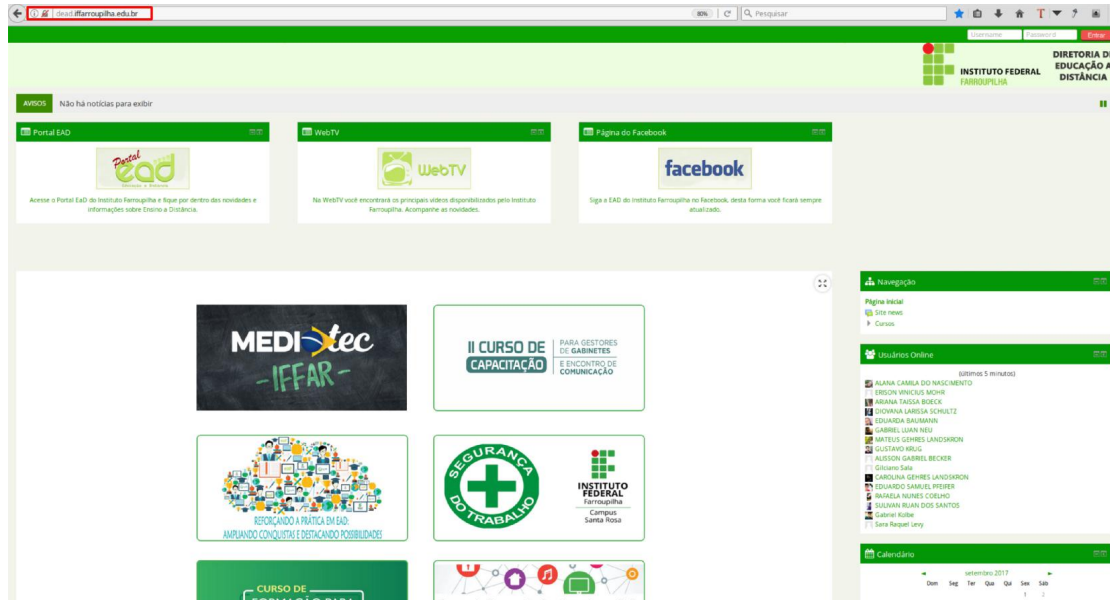 dead.iffarroupilha.edu.br
80%
Pesquisar
Username
Password
Entrar
INSTITUTO FEDERAL
FARROUPILHA
DIRETORIA D
EDUCAÇÃO A
DISTÂNCIA
AVISOS
Não há notícias para exibir
Portal EAD
WebTV
Página do Facebook
Portal
ead
WebTV
facebook
Acesse o Portal EaD do Instituto Farroupilha e fique por dentro das novidades e
informações sobre Ensino a Distância.
Na WebTV você encontrará os principais vídeos disponibilizados pelo Instituto
Farroupilha. Acompanhe as novidades.
Siga a EAD do Instituto Farroupilha no Facebook, desta forma você ficará sempre
atualizado.
MEDIOtec
-IFFAR-
II CURSO DE
CAPACITAÇÃO
PARA GESTORES
DE GABINETES
E ENCONTRO DE
COMUNICAÇÃO
REFORÇANDO A PRÁTICA EM EAD:
AMPLIANDO CONQUISTAS E DESTACANDO POSSIBILIDADES
SEGURANÇA
DO TRABALHO
INSTITUTO
FEDERAL
Farroupilha
Campus
Santa Rosa
CURSO DE
FORMAÇÃO PARA
Navegação
Página inicial
Site news
Cursos
Usuários Online
(últimos 5 minutos)
ALANA CAMILA DO NASCIMENTO
ERISON VINICIUS MOHR
ARIANA TAISSA BOECK
DIOVANA LARISSA SCHULTZ
EDUARDA BAUMANN
GABRIEL LUAN NEU
MATEUS GEHRES LANDSKRON
GUSTAVO KRUG
ALISSON GABRIEL BECKER
Gilciano Sala
CAROLINA GEHRES LANDSKRON
EDUARDO SAMUEL PFEIFER
RAFAELA NUNES COELHO
SULIVAN RUAN DOS SANTOS
Gabriel Kolbe
Sara Raquel Levy
Calendário
setembro 2017
Dom Seg Ter Qua Qui Sex Sáb
1 2